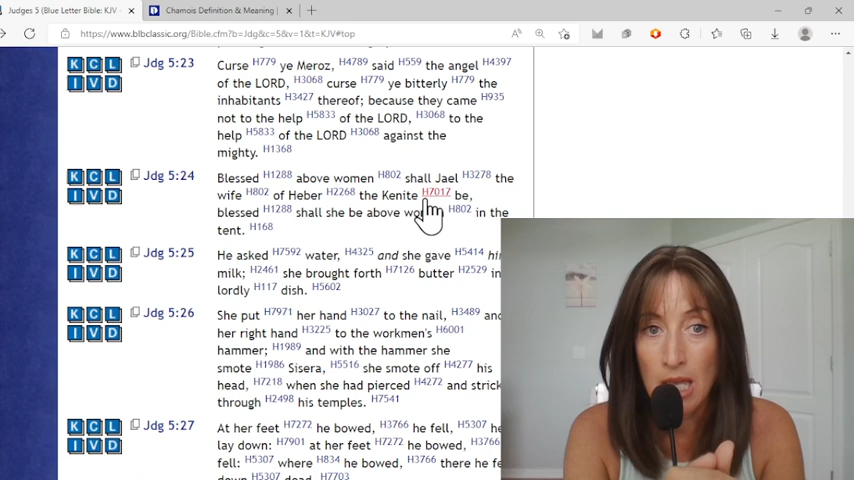 Judges 5 (Blue Letter Bible: KJV -
Chamois Definition & Meaning |
https://www.blbclassic.org/Bible.cfm?b=Jdg&c=5&v=1&t=KJV#top
K C L Jdg 5:23 Curse H779 ye Meroz, H4789 said H559 the angel H4397
I V D of the LORD, H3068 curse H779 ye bitterly H779 the
inhabitants H3427 thereof; because they came H935
not to the help H5833 of the LORD, H3068 to the
help H5833 of the LORD H3068 against the
mighty. H1368
K C L Jdg 5:24 Blessed H1288 above women H802 shall Jael H3278 the
I V D wife H802 of Heber H2268 the Kenite H7017 be,
blessed H1288 shall she be above H802 in the
tent. H168
K C L Jdg 5:25 He asked H7592 water, H4325 and she gave H5414
I V D milk; H2461 she brought forth H7126 butter H2529 in
lordly H117 dish. H5602
K C L Jdg 5:26 She put H7971 her hand H3027 to the nail, H3489
I V D her right hand H3225 to the workmen's H6001
hammer; H1989 and with the hammer she
smote H1986 Sisera, H5516 she smote off H4277 his
head, H7218 when she had pierced H4272 and
through H2498 his temples. H7541
K C L Jdg 5:27 At her feet H7272 he bowed, H3766 he fell, H5307
I V D lay down: H7901 at her feet H7272 he bowed, H3766
fell: H5307 where H834 he bowed, H3766 there he
down H5307 dead. H7703